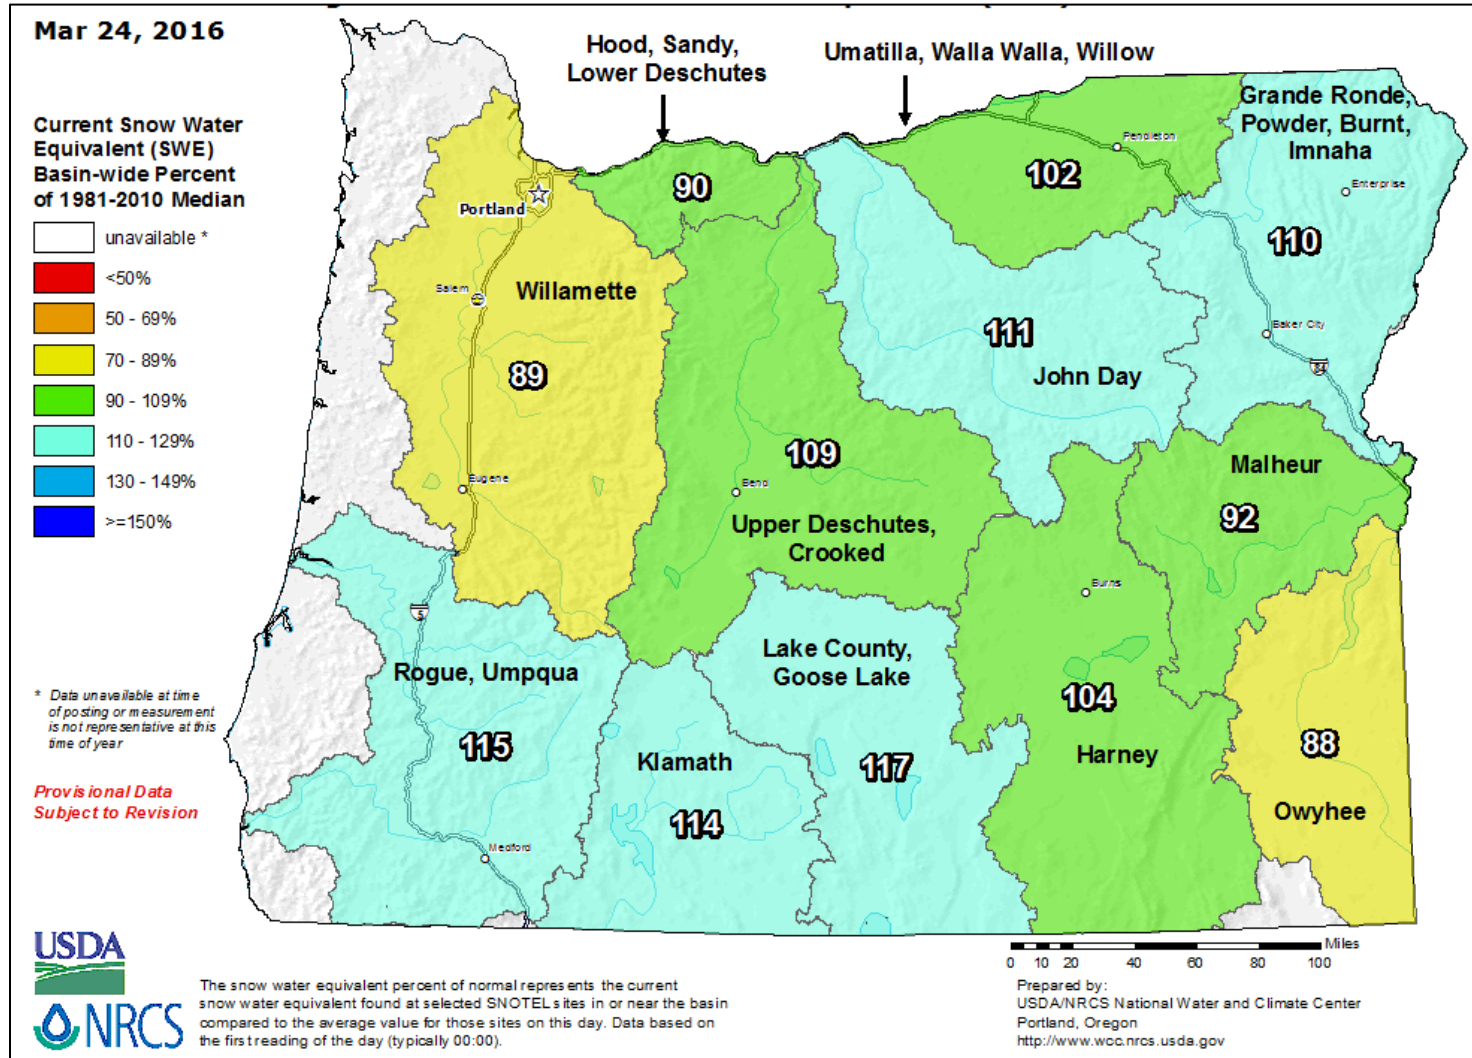 Mar 24, 2016
Hood, Sandy,
Lower Deschutes
Umatilla, Walla Walla, Willow
Current Snow Water
Equivalent (SWE)
Basin-wide Percent
of 1981-2010 Median
unavailable *
<50%
50 - 69%
70 - 89%
90 - 109%
110 - 129%
130 - 149%
>=150%
Grande Ronde,
Powder, Burnt,
Imnaha
Pendleton
Enterprise
90
102
110
Portland
Salem
Willamette
89
111
John Day
Baker City
84
109
Bend
Upper Deschutes,
Crooked
Malheur
92
Eugene
Burns
5
Rogue, Umpqua
115
Lake County,
Goose Lake
104
Harney
88
Owyhee
Klamath
114
117
Medford
* Data unavailable at time
of posting or measurement
is not representative at this
time of year
Provisional Data
Subject to Revision
USDA
NRCS
The snow water equivalent percent of normal represents the current
snow water equivalent found at selected SNOTEL sites in or near the basin
compared to the average value for those sites on this day. Data based on
the first reading of the day (typically 00:00).
Miles
0 10 20 40 60 80 100
Prepared by:
USDA/NRCS National Water and Climate Center
Portland, Oregon
http://www.wcc.nrcs.usda.gov